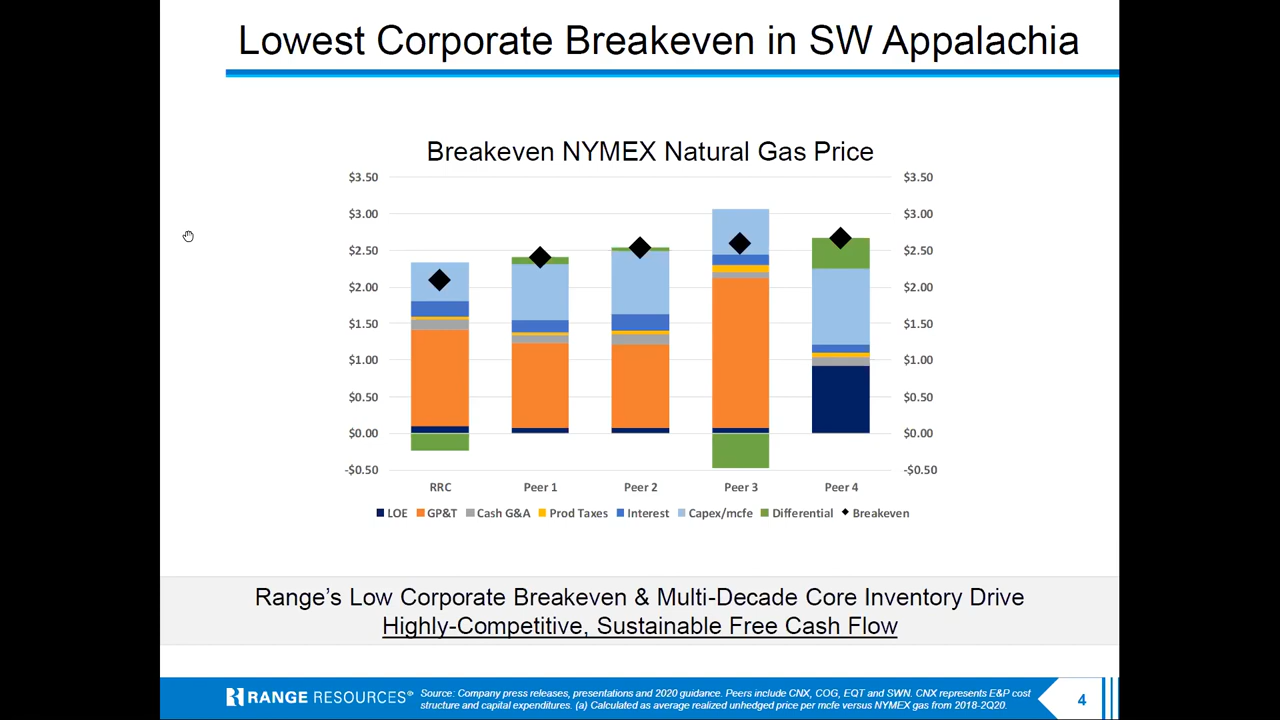 Lowest Corporate Breakeven in SW Appalachia
Breakeven NYMEX Natural Gas Price
$3.50 $3.50
$3.00 $3.00
$2.50 $2.50
$2.00 $2.00
$1.50 $1.50
$1.00 $1.00
$0.50 $0.50
$0.00 $0.00
-$0.50 -$0.50
RRC Peer 1 Peer 2 Peer 3 Peer 4
LOE GP&T Cash G&A Prod Taxes Interest Capex/mcfe Differential Breakeven
Range's Low Corporate Breakeven & Multi-Decade Core Inventory Drive
Highly-Competitive, Sustainable Free Cash Flow
RANGE RESOURCES®
Source: Company press releases, presentations and 2020 guidance. Peers include CNX, COG, EQT and SWN. CNX represents E&P cost
structure and capital expenditures. (a) Calculated as average realized unhedged price per mcfe versus NYMEX gas from 2018-2Q20.
4